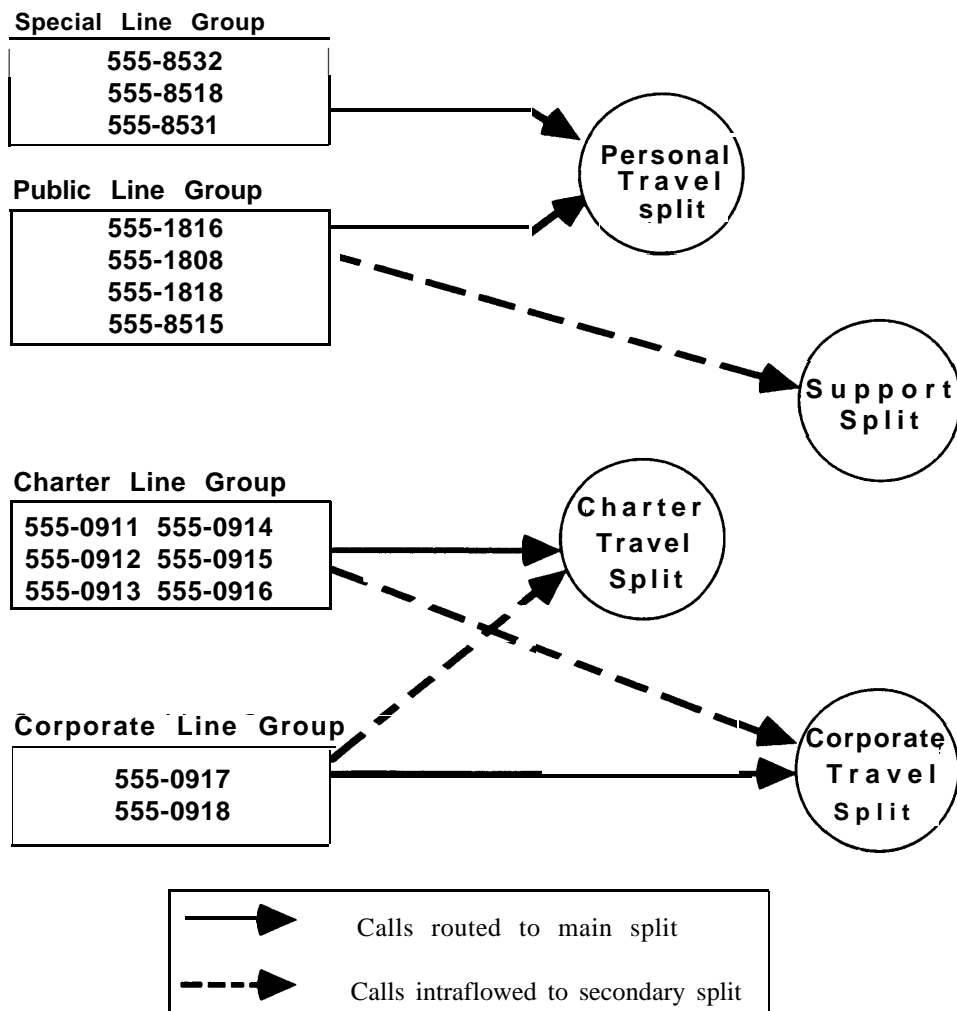 Special Line Group
555-8532
555-8518
555-8531
Public Line Group
555-1816
555-1808
555-1818
555-8515
Personal
Travel
split
Support
Split
Charter Line Group
555-0911 555-0914
555-0912 555-0915
555-0913 555-0916
Charter
Travel
Split
Corporate Line Group
555-0917
555-0918
Corporate
Travel
Split
Calls routed to main split
Calls intraflowed to secondary split